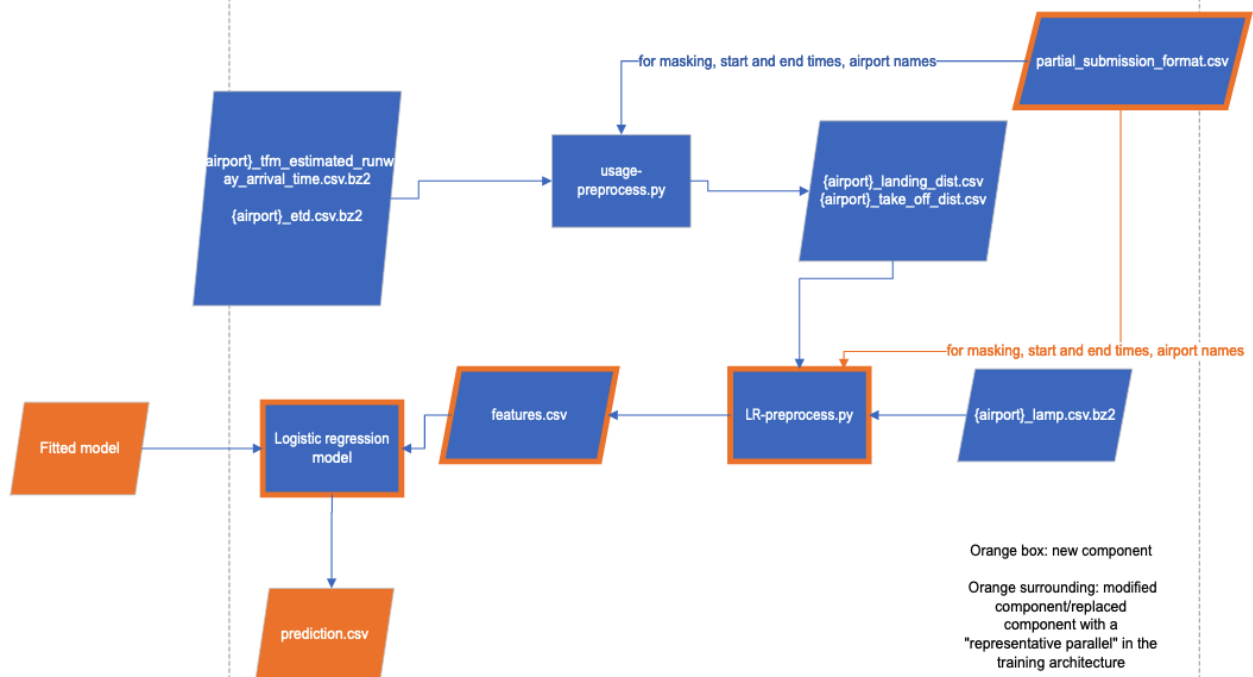 for masking, start and end times, airport names
partial_submission_format.csv
airport}_tfm_estimated_runw
ay_arrival_time.csv.bz2
{airport}_etd.csv.bz2
usage-
preprocess.py
{airport}_landing_dist.csv
{airport}_take_off_dist.csv
for masking, start and end times, airport names
Fitted model
Logistic regression
model
features.csv
LR-preprocess.py
{airport}_lamp.csv.bz2
prediction.csv
Orange box: new component
Orange surrounding: modified
component/replaced
component with a
"representative parallel" in the
training architecture